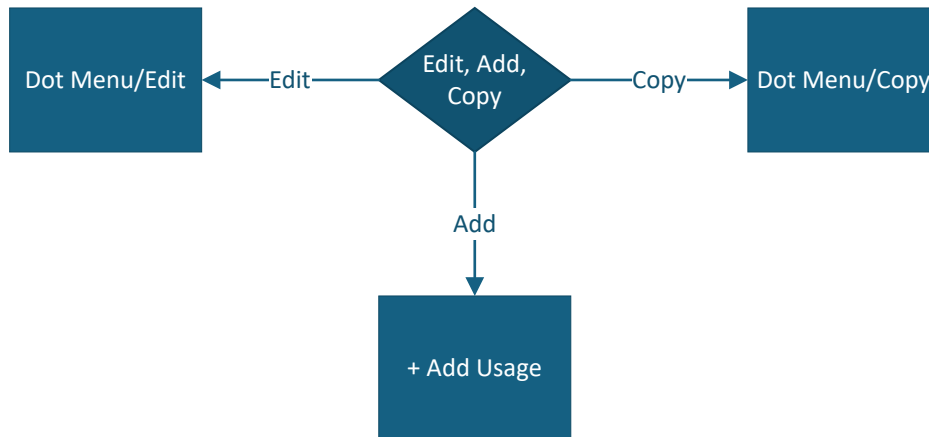 Dot Menu/Edit
Edit
Edit, Add,
Copy
Copy
Dot Menu/Copy
Add
+ Add Usage